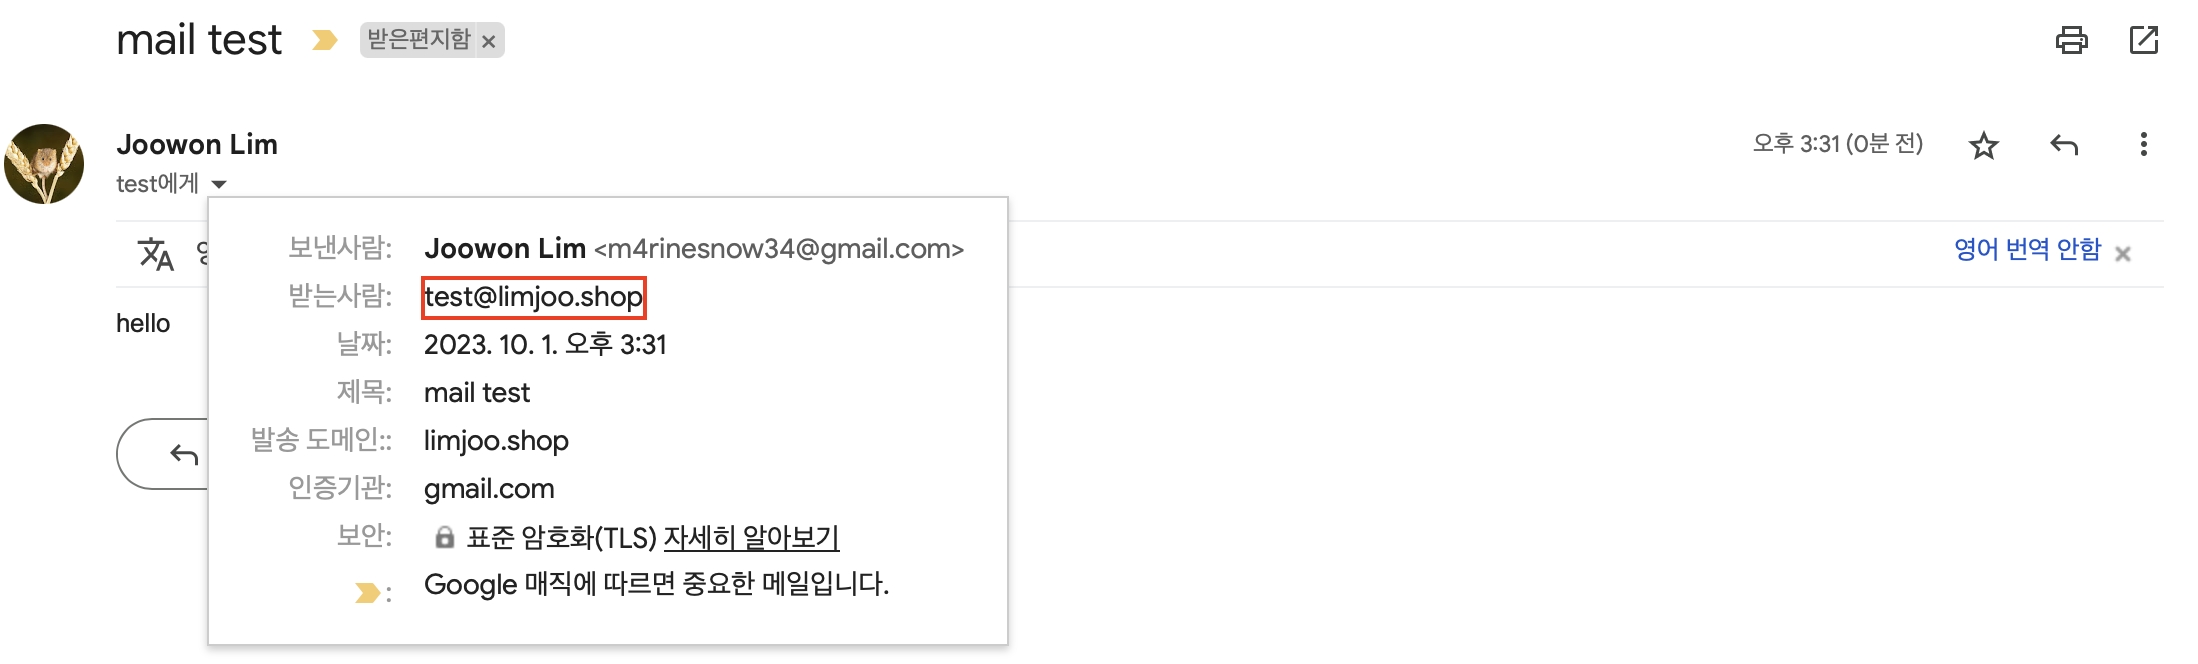 mail test 받은편지함 ×
Joowon Lim 오후 3:31 (0분 전)
test에게
보낸사람: Joowon Lim <m4rinesnow34@gmail.com>
영어 번역 안함 ×
받는사람: test@limjoo.shop
hello
날짜: 2023. 10. 1. 오후 3:31
제목: mail test
발송 도메인:: limjoo.shop
인증기관: gmail.com
보안: 표준 암호화(TLS) 자세히 알아보기
: Google 매직에 따르면 중요한 메일입니다.